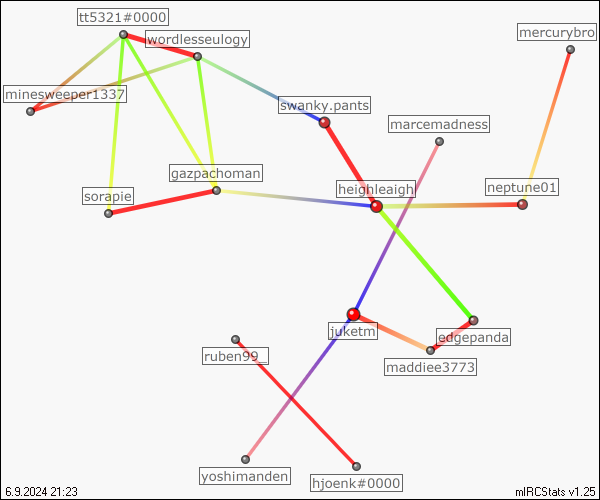 tt5321#0000
mercurybro
wordlesseulogy
minesweeper1337
swanky.pants
marcemadness
gazpachoman
heighleaigh
neptune01
sorapie
juketm
edgepanda
ruben99_
maddiee3773
yoshimanden
hjoenk#0000
6.9.2024 21:23
mIRCStats v1.25